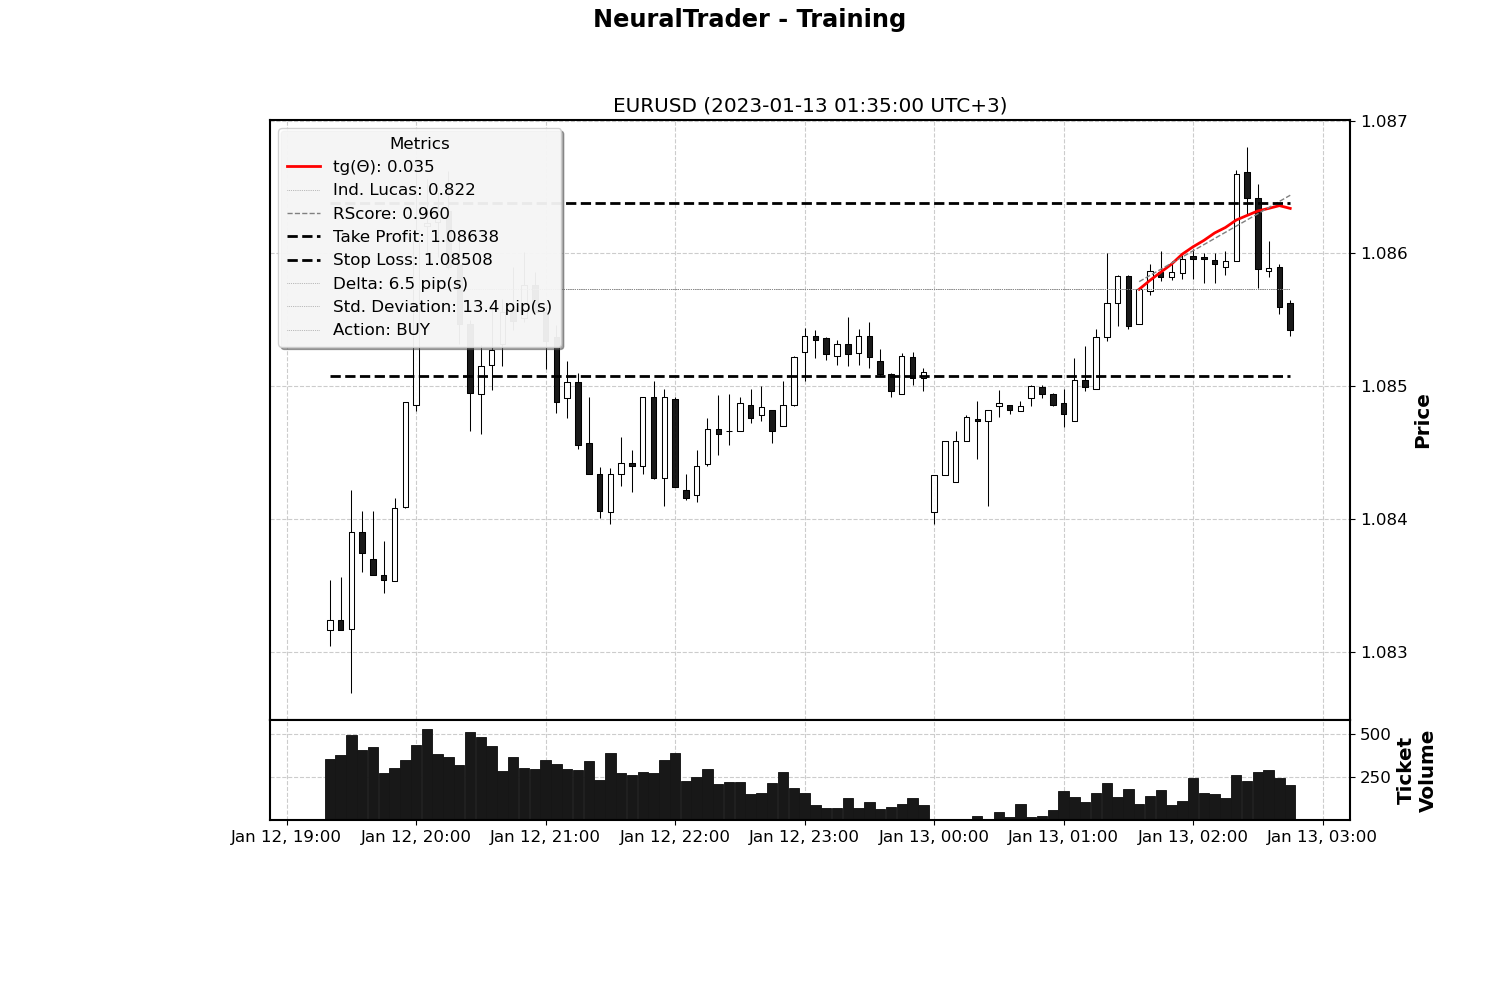 NeuralTrader - Training
EURUSD (2023-01-13 01:35:00 UTC+3)
Metrics
tg(Θ): 0.035
Ind. Lucas: 0.822
RScore: 0.960
Take Profit: 1.08638
Stop Loss: 1.08508
Delta: 6.5 pip(s)
Std. Deviation: 13.4 pip(s)
Action: BUY
1.087
1.086
1.085
1.084
1.083
Price
500
250
Ticket
Volume
Jan 12, 19:00
Jan 12, 20:00
Jan 12, 21:00
Jan 12, 22:00
Jan 12, 23:00
Jan 13, 00:00
Jan 13, 01:00
Jan 13, 02:00
Jan 13, 03:00